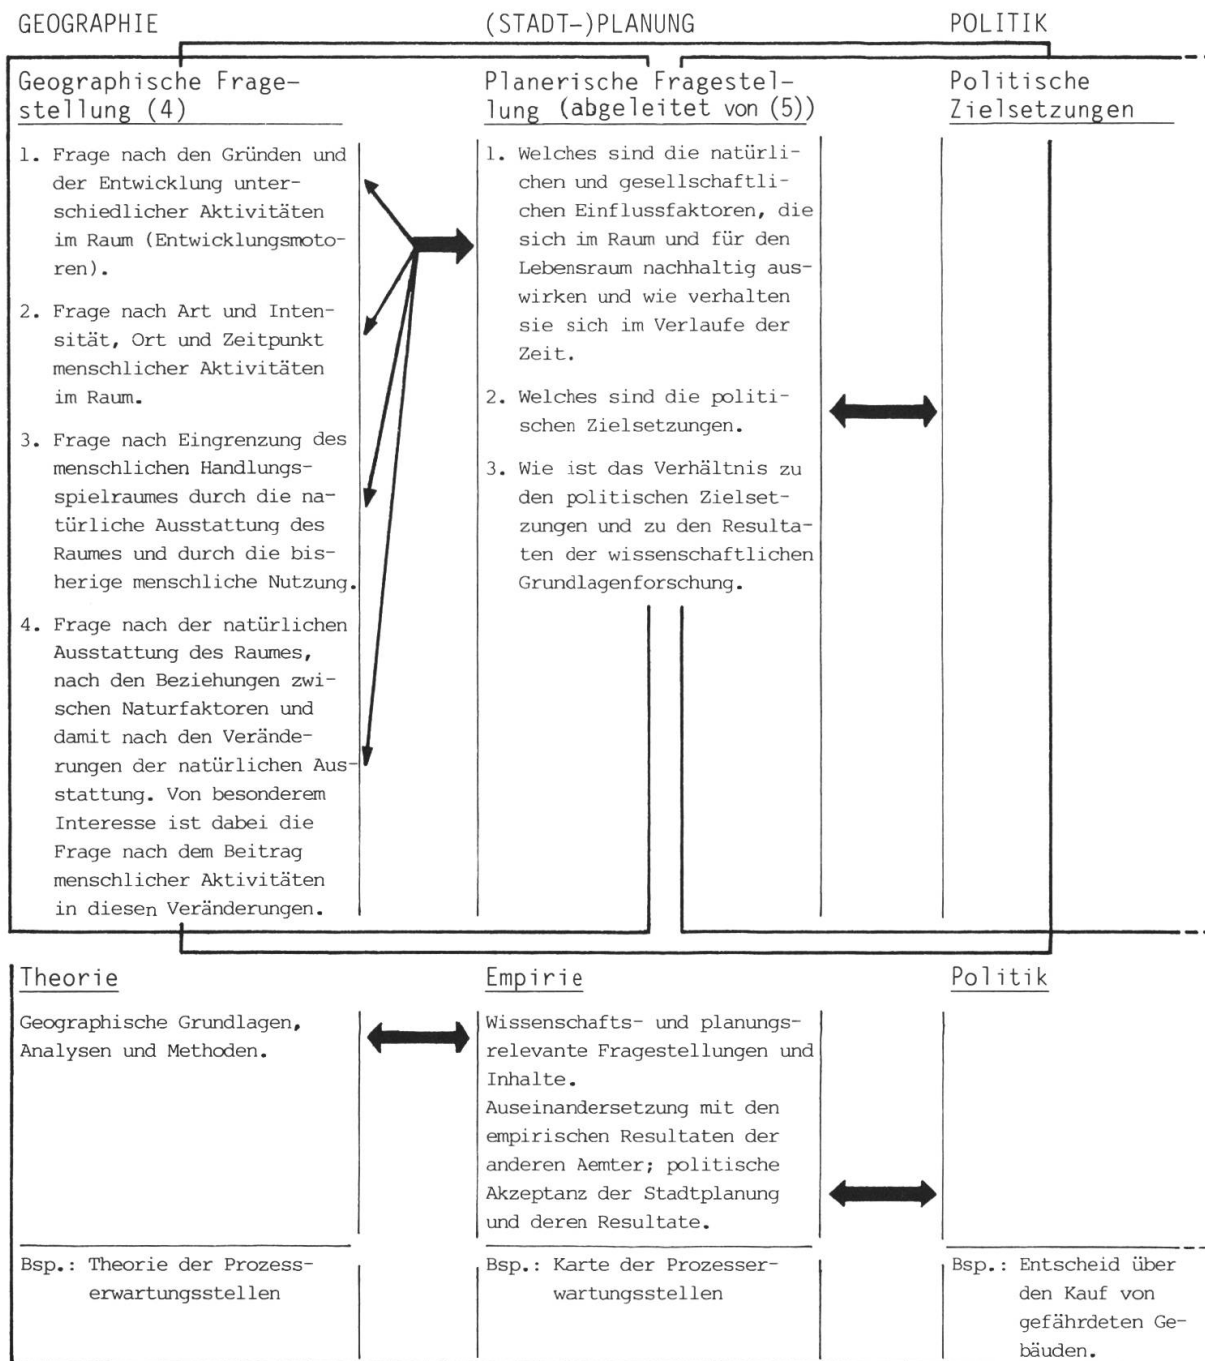 GEOGRAPHIE
(STADT-)PLANUNG
POLITIK
Geographische Frage-
stellung (4)
1. Frage nach den Gründen und
der Entwicklung unter-
schiedlicher Aktivitäten
im Raum (Entwicklungsmoto-
ren).
2. Frage nach Art und Inten-
sität, Ort und Zeitpunkt
menschlicher Aktivitäten
im Raum.
3. Frage nach Eingrenzung des
menschlichen Handlungs-
spielraumes durch die na-
türliche Ausstattung des
Raumes und durch die bis-
herige menschliche Nutzung.
4. Frage nach der natürlichen
Ausstattung des Raumes,
nach den Beziehungen zwi-
schen Naturfaktoren und
damit nach den Verände-
rungen der natürlichen Aus-
stattung. Von besonderem
Interesse ist dabei die
Frage nach dem Beitrag
menschlicher Aktivitäten
in diesen Veränderungen.
Planerische Fragestel-
lung (abgeleitet von (5))
1. Welches sind die natürli-
chen und gesellschaftli-
chen Einflussfaktoren, die
sich im Raum und für den
Lebensraum nachhaltig aus-
wirken und wie verhalten
sie sich im Verlaufe der
Zeit.
2. Welches sind die politi-
schen Zielsetzungen.
3. Wie ist das Verhältnis zu
den politischen Zielset-
zungen und zu den Resulta-
ten der wissenschaftlichen
Grundlagenforschung.
Politische
Zielsetzungen
Theorie
Geographische Grundlagen,
Analysen und Methoden.
Bsp.: Theorie der Prozess-
erwartungsstellen
Empirie
Wissenschafts- und planungs-
relevante Fragestellungen und
Inhalte.
Auseinandersetzung mit den
empirischen Resultaten der
anderen Aemter; politische
Akzeptanz der Stadtplanung
und deren Resultate.
Bsp.: Karte der Prozesser-
wartungsstellen
Politik
Bsp.: Entscheid über
den Kauf von
gefährdeten Ge-
bäuden.